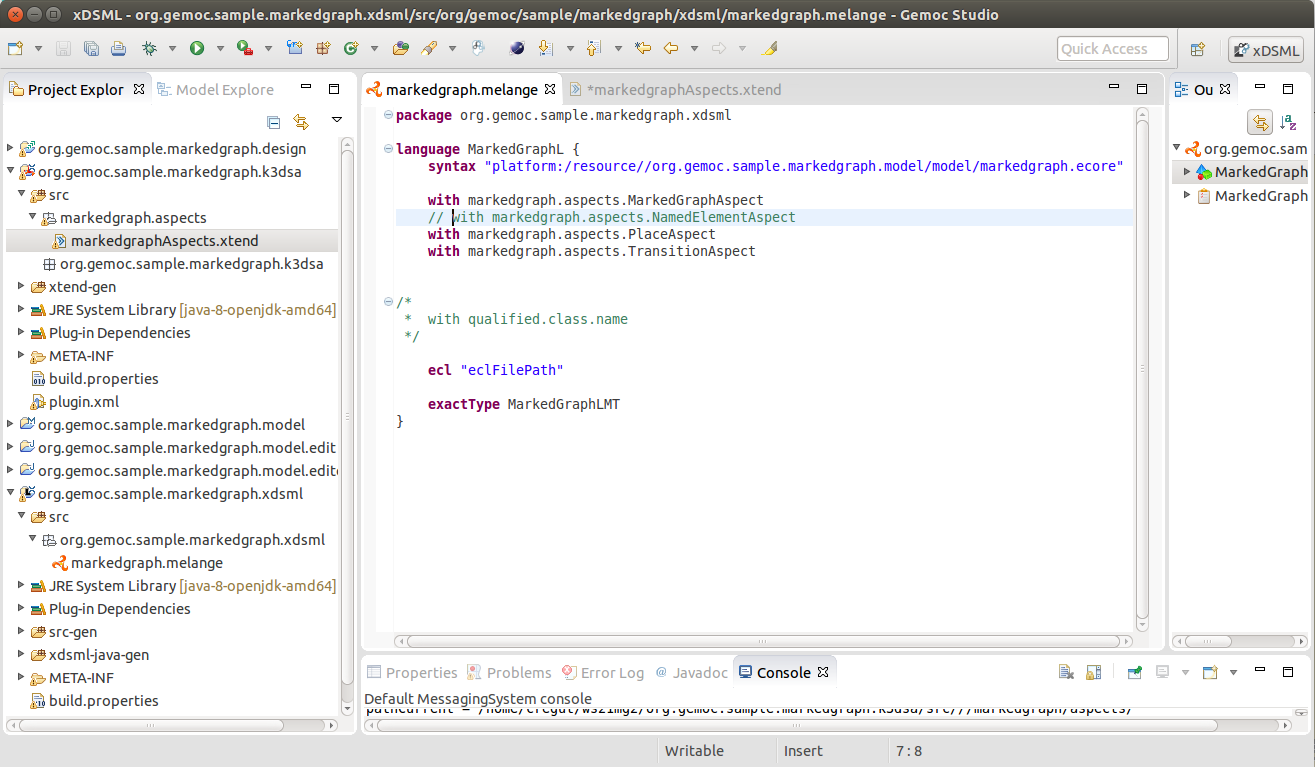 xDSML - org.gemoc.sample.markedgraph.xdsml/src/org/gemoc/sample/markedgraph/xdsml/markedgraph.melange - Gemoc Studio
Quick Access
xDSML
Project Explor
Model Explore
org.gemoc.sample.markedgraph.design
org.gemoc.sample.markedgraph.k3dsa
src
markedgraph.aspects
markedgraphAspects.xtend
org.gemoc.sample.markedgraph.k3dsa
xtend-gen
JRE System Library [java-8-openjdk-amd64]
Plug-in Dependencies
META-INF
build.properties
plugin.xml
org.gemoc.sample.markedgraph.model
org.gemoc.sample.markedgraph.model.edit
org.gemoc.sample.markedgraph.model.edit
org.gemoc.sample.markedgraph.xdsml
src
org.gemoc.sample.markedgraph.xdsml
markedgraph.melange
JRE System Library [java-8-openjdk-amd64]
Plug-in Dependencies
src-gen
xdsml-java-gen
META-INF
build.properties
markedgraph.melange
*markedgraphAspects.xtend
package org.gemoc.sample.markedgraph.xdsml
language MarkedGraphL {
syntax "platform:/resource//org.gemoc.sample.markedgraph.model/model/markedgraph.ecore"
with markedgraph.aspects.MarkedGraphAspect
// with markedgraph.aspects.NamedElementAspect
with markedgraph.aspects.PlaceAspect
with markedgraph.aspects.TransitionAspect
/*
* with qualified.class.name
*/
ecl "eclFilePath"
exactType MarkedGraphLMT
}
Ou
org.gemoc.sam
MarkedGraph
MarkedGraph
Properties
Problems
Error Log
@ Javadoc
Console
Default MessagingSystem console
Writable
Insert
7 : 8